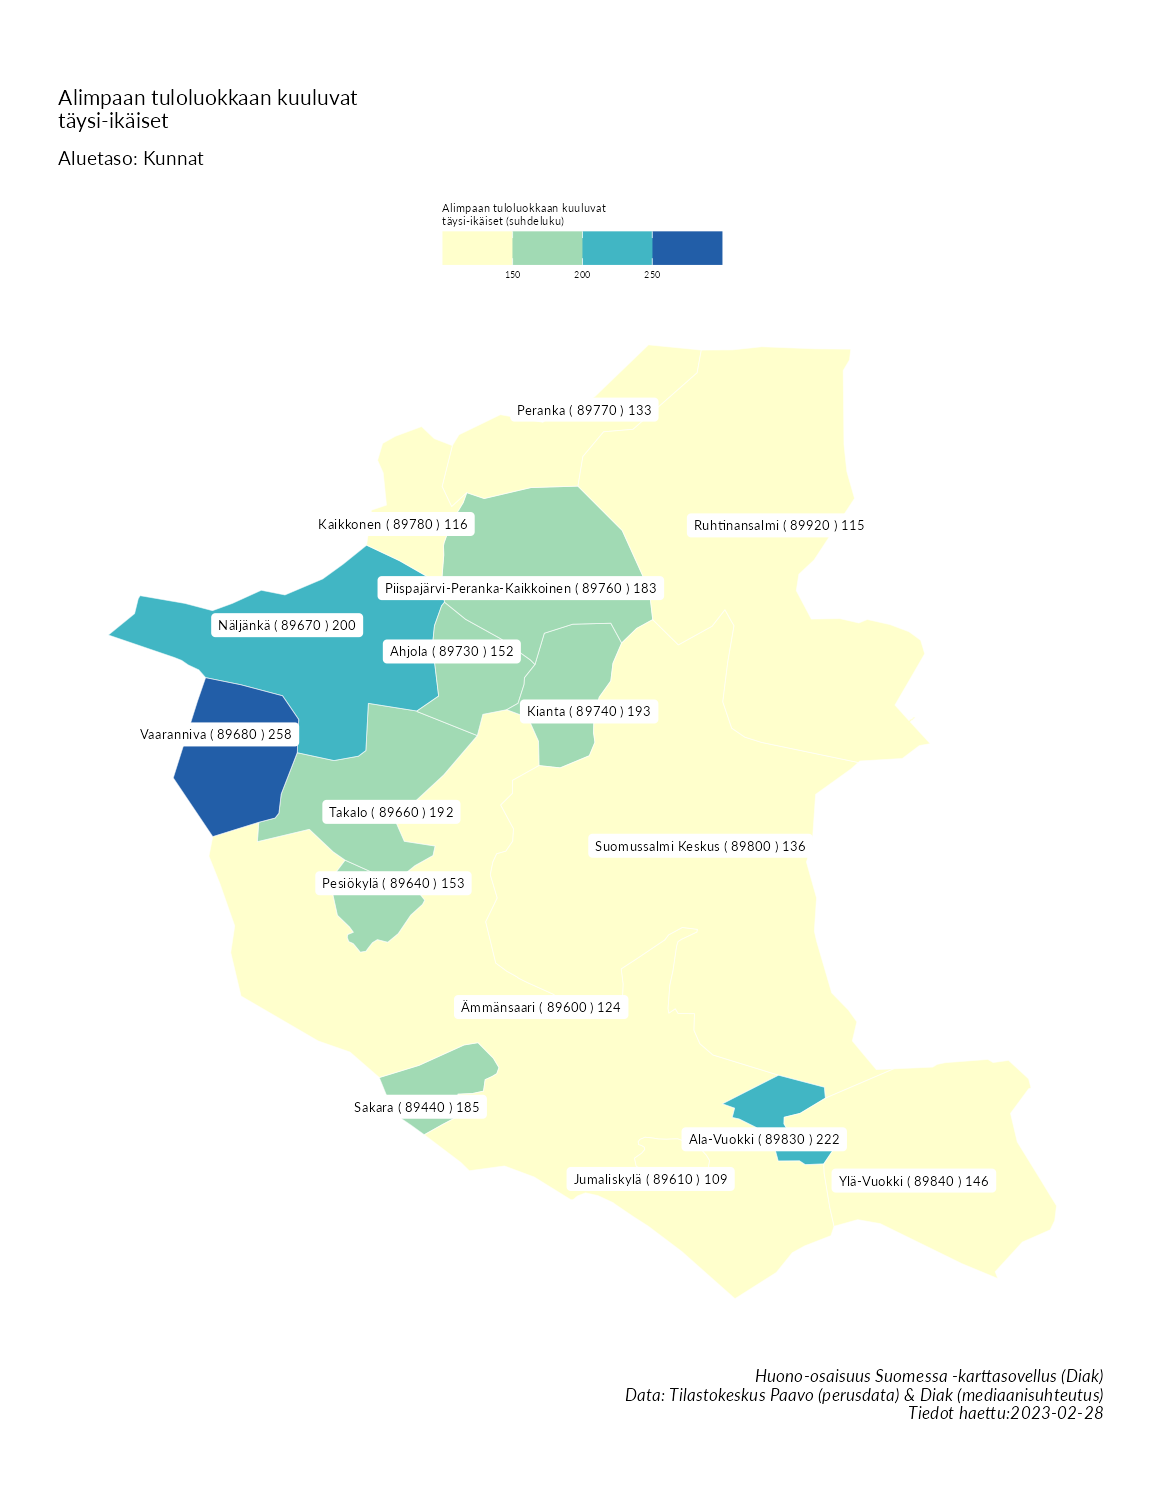 Alimpaan tuloluokkaan kuuluvat
täysi-ikäiset
Aluetaso: Kunnat
Alimpaan tuloluokkaan kuuluvat
täysi-ikäiset (suhdeluku)
150
200
250
Peranka ( 89770 ) 133
Kaikkonen ( 89780 ) 116
Ruhtinansalmi ( 89920 ) 115
Piispajärvi-Peranka-Kaikkoinen ( 89760 ) 183
Näljänkä ( 89670 ) 200
Ahjola ( 89730 ) 152
Kianta ( 89740 ) 193
Vaaranniva ( 89680 ) 258
Takalo ( 89660 ) 192
Suomussalmi Keskus ( 89800 ) 136
Pesiökylä ( 89640 ) 153
Ämmänsaari ( 89600 ) 124
Sakara ( 89440 ) 185
Ala-Vuokki ( 89830 ) 222
Jumaliskylä ( 89610 ) 109
Ylä-Vuokki ( 89840 ) 146
Huono-osaisuus Suomessa -karttasovellus (Diak)
Data: Tilastokeskus Paavo (perusdata) & Diak (mediaanisuhteutus)
Tiedot haettu:2023-02-28